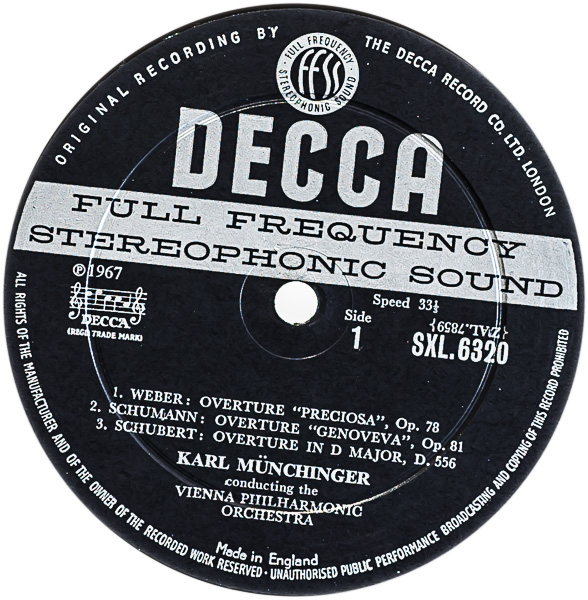 ORIGINAL RECORDING BY
THE DECCA RECORD CO. LTD. LONDON
FULL FREQUENCY
FFSS
STEREOPHONIC SOUND
DECCA
FULL FREQUENCY
STEREOPHONIC SOUND
℗1967
DECCA
(REGD TRADE MARK)
Speed 33⅓
Side
1
{ZAL.7859}
SXL.6320
1. WEBER: OVERTURE “PRECIOSA”, Op. 78
2. SCHUMANN: OVERTURE “GENOVEVA”, Op. 81
3. SCHUBERT: OVERTURE IN D MAJOR, D. 556
KARL MÜNCHINGER
conducting the
VIENNA PHILHARMONIC
ORCHESTRA
Made in England
ALL RIGHTS OF THE MANUFACTURER AND OF THE OWNER OF THE RECORDED WORK RESERVED · UNAUTHORISED PUBLIC PERFORMANCE BROADCASTING AND COPYING OF THIS RECORD PROHIBITED